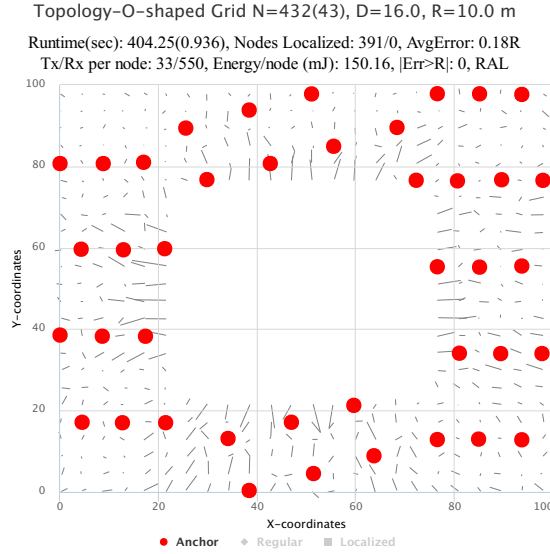 Topology-O-shaped Grid N=432(43), D=16.0, R=10.0 m
Runtime(sec): 404.25(0.936), Nodes Localized: 391/0, AvgError: 0.18R
Tx/Rx per node: 33/550, Energy/node (mJ): 150.16, |Err>R|: 0, RAL
100
80
60
40
20
0
Y-coordinates
0
20
40
60
80
100
X-coordinates
Anchor Regular Localized